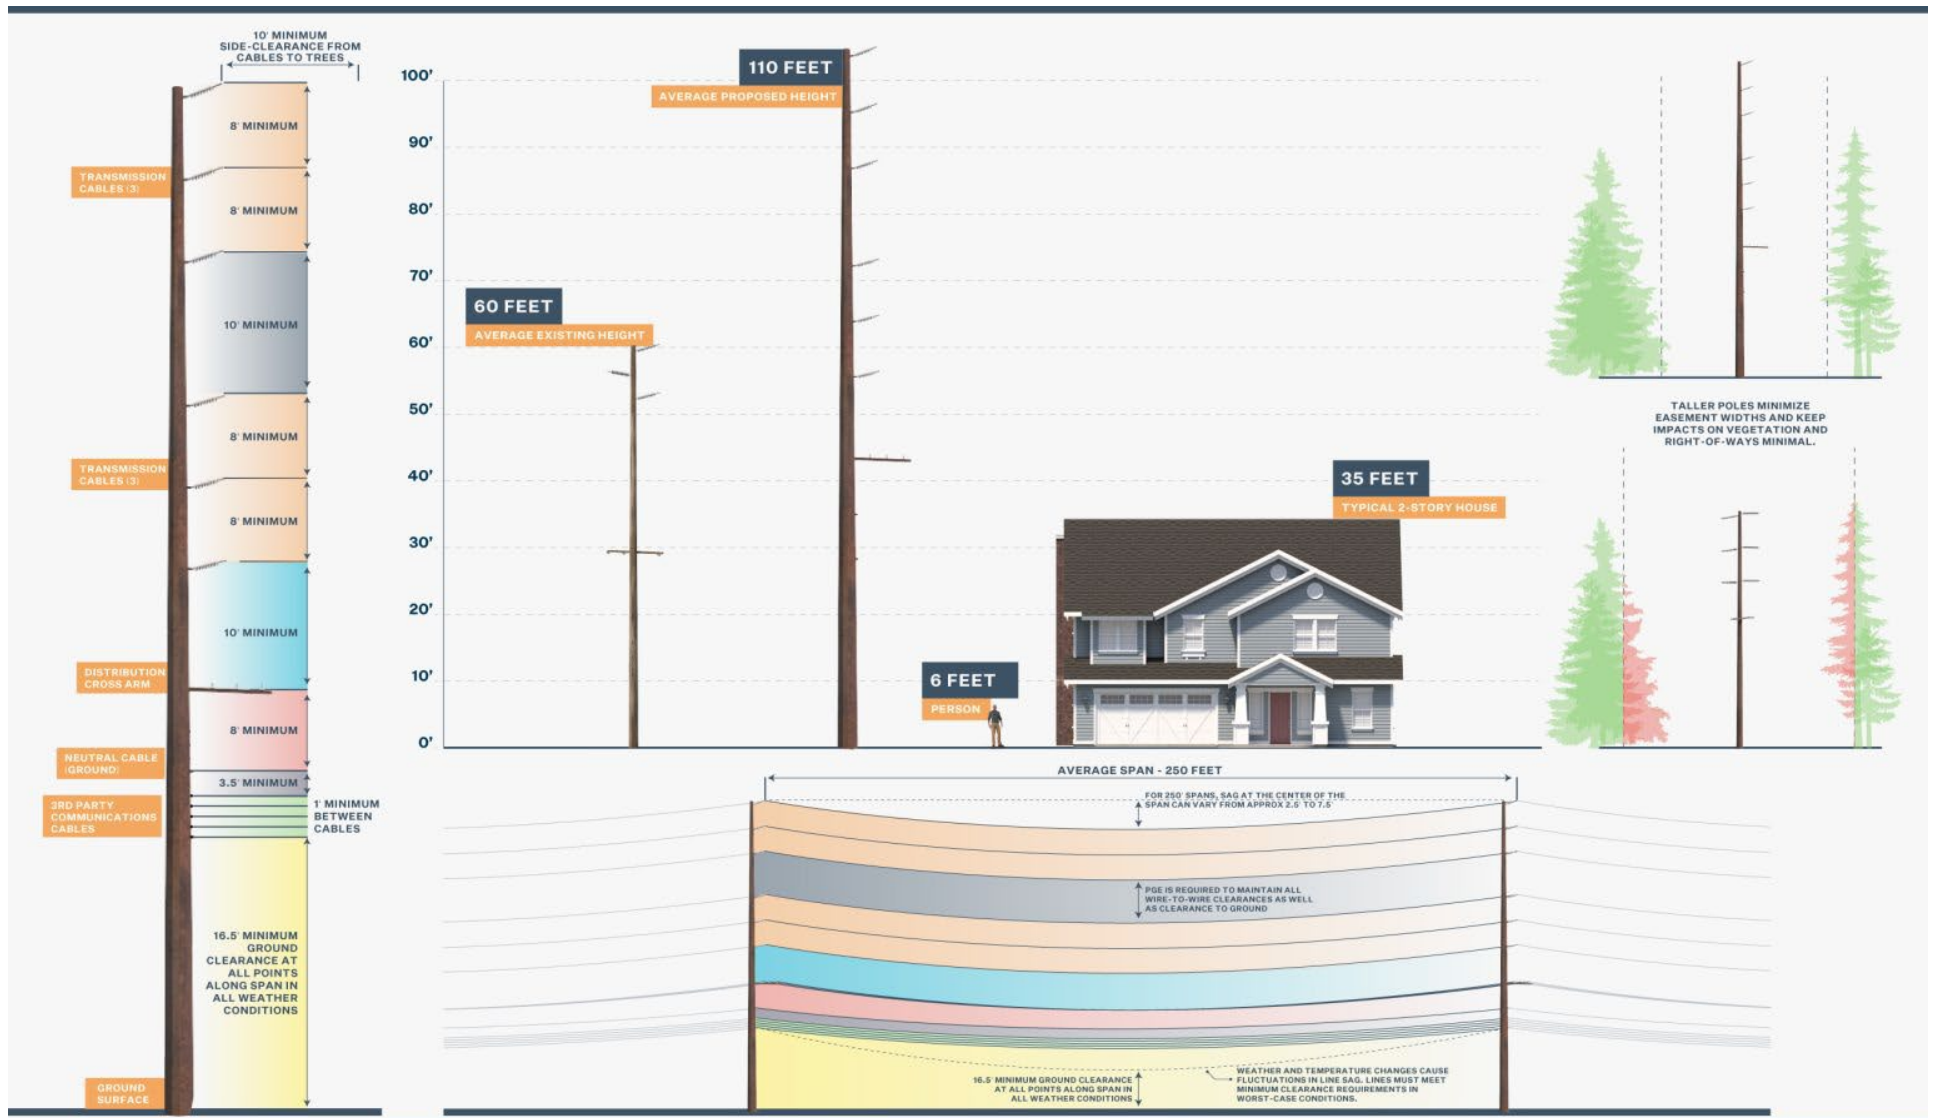 10' MINIMUM
SIDE-CLEARANCE FROM
CABLES TO TREES
8' MINIMUM
TRANSMISSION
CABLES (3)
8' MINIMUM
10' MINIMUM
8' MINIMUM
TRANSMISSION
CABLES (3)
8' MINIMUM
10' MINIMUM
DISTRIBUTION
CROSS ARM
8' MINIMUM
NEUTRAL CABLE
(GROUND)
3.5' MINIMUM
3RD PARTY
COMMUNICATIONS
CABLES
1' MINIMUM
BETWEEN
CABLES
16.5' MINIMUM
GROUND
CLEARANCE AT
ALL POINTS
ALONG SPAN IN
ALL WEATHER
CONDITIONS
GROUND
SURFACE
100'
90'
80'
70'
60'
50'
40'
30'
20'
10'
0'
60 FEET
AVERAGE EXISTING HEIGHT
110 FEET
AVERAGE PROPOSED HEIGHT
6 FEET
PERSON
35 FEET
TYPICAL 2-STORY HOUSE
TALLER POLES MINIMIZE
EASEMENT WIDTHS AND KEEP
IMPACTS ON VEGETATION AND
RIGHT-OF-WAYS MINIMAL.
AVERAGE SPAN - 250 FEET
FOR 250' SPANS, SAG AT THE CENTER OF THE
SPAN CAN VARY FROM APPROX 2.5' TO 7.5'
PGE IS REQUIRED TO MAINTAIN ALL
WIRE-TO-WIRE CLEARANCES AS WELL
AS CLEARANCE TO GROUND
16.5' MINIMUM GROUND CLEARANCE
AT ALL POINTS ALONG SPAN IN
ALL WEATHER CONDITIONS
WEATHER AND TEMPERATURE CHANGES CAUSE
FLUCTUATIONS IN LINE SAG. LINES MUST MEET
MINIMUM CLEARANCE REQUIREMENTS IN
WORST-CASE CONDITIONS.